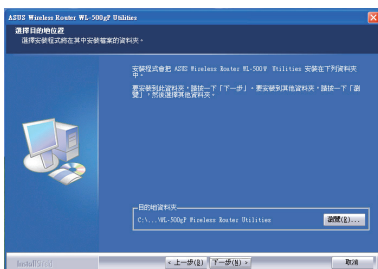 ASUS Wireless Router WL-500gP Utilities
選擇目的地位置
選擇安裝程式將在其中安裝檔案的資料夾。
安裝程式會把 ASUS Wireless Router WL-500gP Utilities 安裝在下列資料夾
中。
要安裝到此資料夾,請按一下「下一步」。要安裝到其他資料夾,請按一下「瀏
覽」,然後選擇其他資料夾。
目的地資料夾
C:\...\WL-500gP Wireless Router Utilities
瀏覽(R)...
InstallShield
< 上一步(B)
下一步(N) >
取消